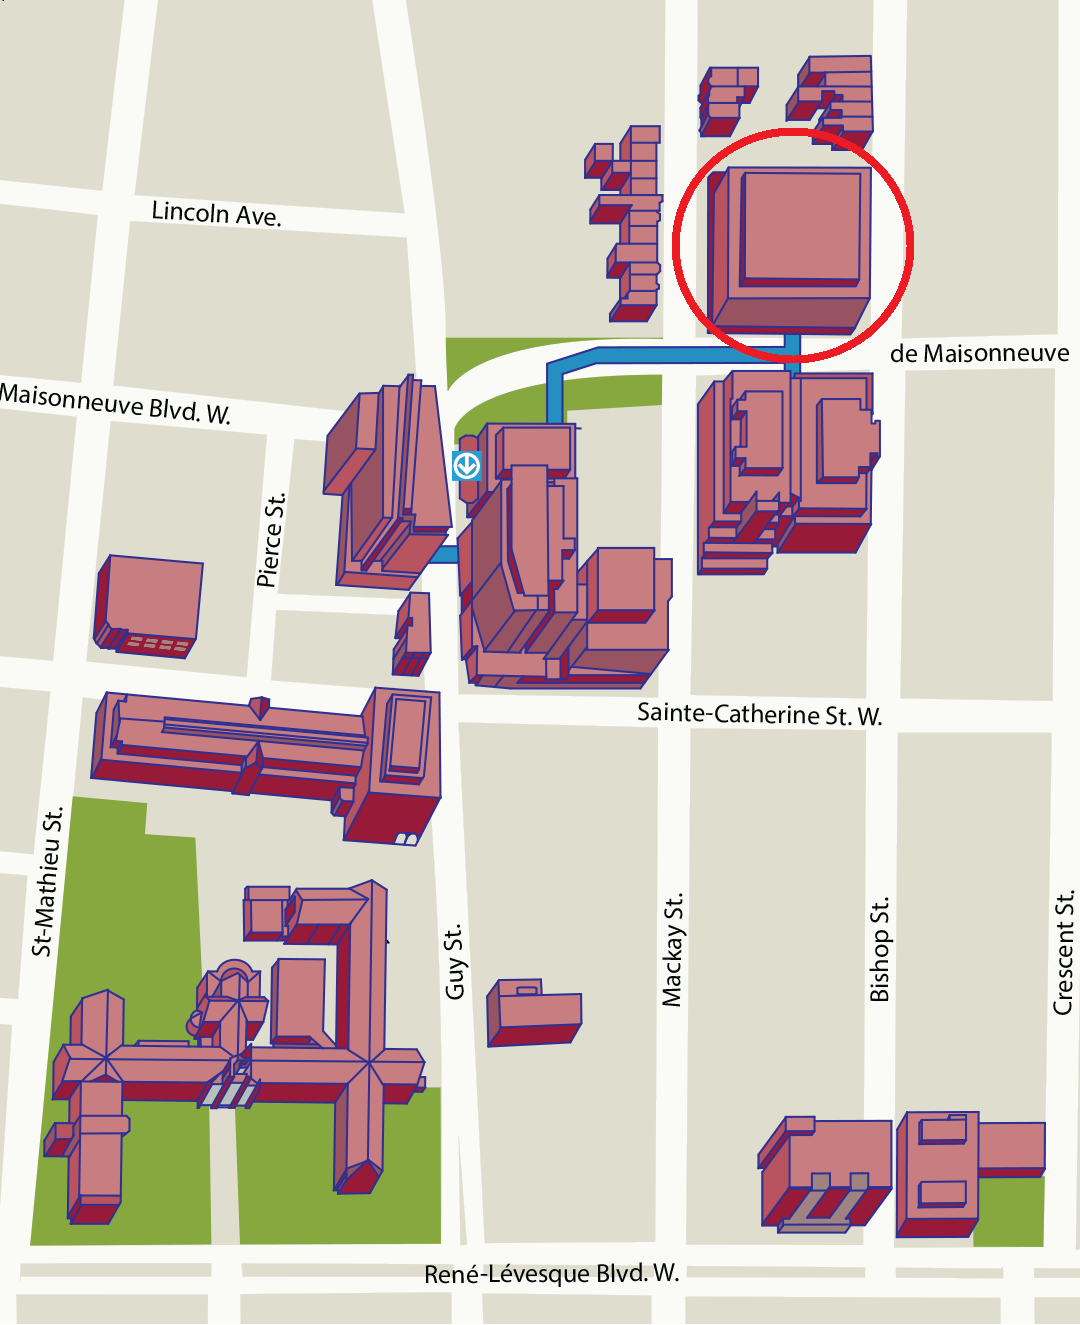 Lincoln Ave.
de Maisonneuve
Maisonneuve Blvd. W.
Pierce St.
Sainte-Catherine St. W.
St-Mathieu St.
Guy St.
Mackay St.
Bishop St.
Crescent St.
René-Lévesque Blvd. W.